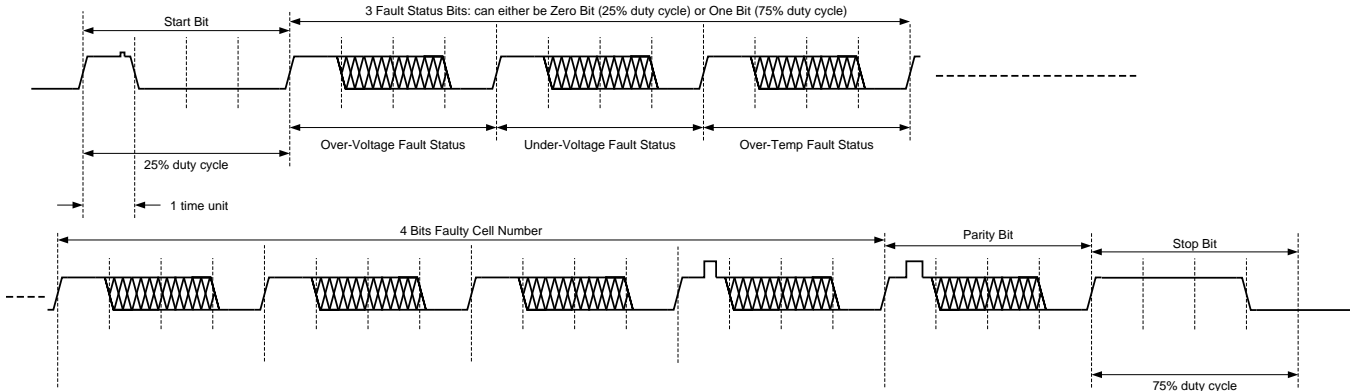 3 Fault Status Bits: can either be Zero Bit (25% duty cycle) or One Bit (75% duty cycle)
Start Bit
Over-Voltage Fault Status
Under-Voltage Fault Status
Over-Temp Fault Status
25% duty cycle
1 time unit
4 Bits Faulty Cell Number
Parity Bit
Stop Bit
75% duty cycle